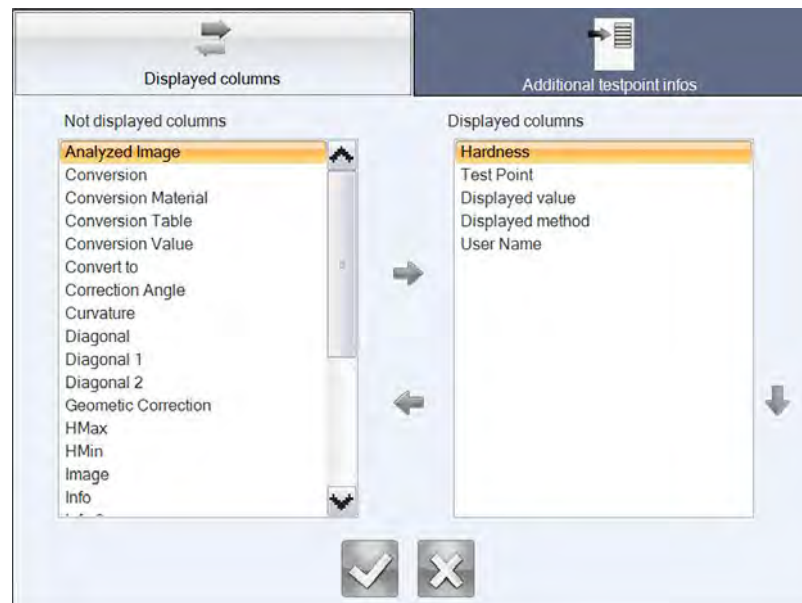 Displayed columns
Additional testpoint infos
Not displayed columns
Analyzed Image
Conversion
Conversion Material
Conversion Table
Conversion Value
Convert to
Correction Angle
Curvature
Diagonal
Diagonal 1
Diagonal 2
Geometic Correction
HMax
HMin
Image
Info
Displayed columns
Hardness
Test Point
Displayed value
Displayed method
User Name